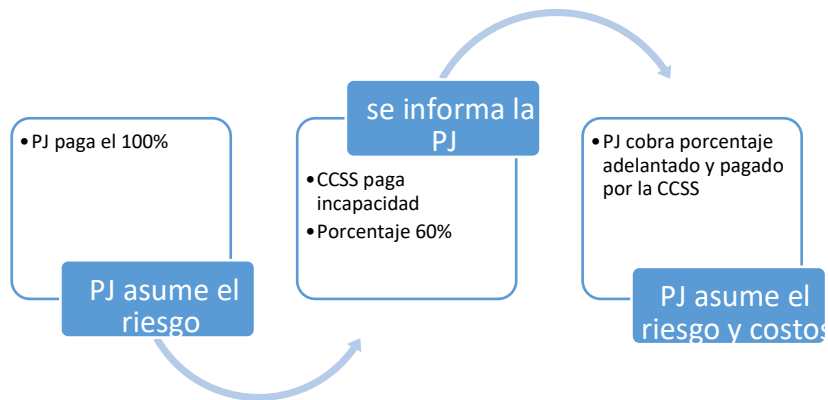 •PJ paga el 100%
PJ asume el
riesgo
se informa la
PJ
•CCSS paga
incapacidad
•Porcentaje 60%
•PJ cobra porcentaje
adelantado y pagado
por la CCSS
PJ asume el
riesgo y costos